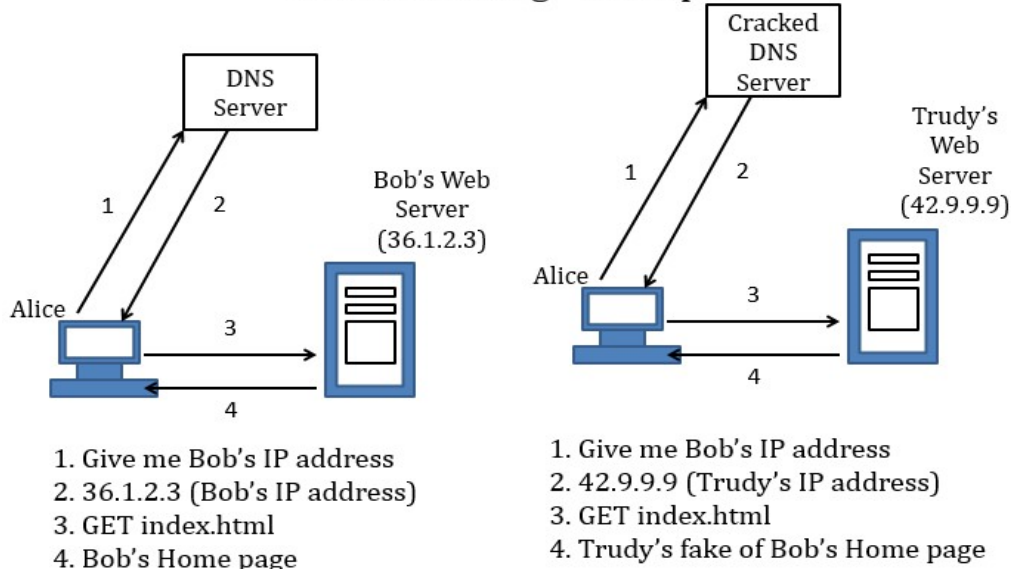 DNS
Server
1
2
Bob's Web
Server
(36.1.2.3)
Alice
3
4
1. Give me Bob's IP address
2. 36.1.2.3 (Bob's IP address)
3. GET index.html
4. Bob's Home page
Cracked
DNS
Server
1
2
Trudy's
Web
Server
(42.9.9.9)
Alice
3
4
1. Give me Bob's IP address
2. 42.9.9.9 (Trudy's IP address)
3. GET index.html
4. Trudy's fake of Bob's Home page